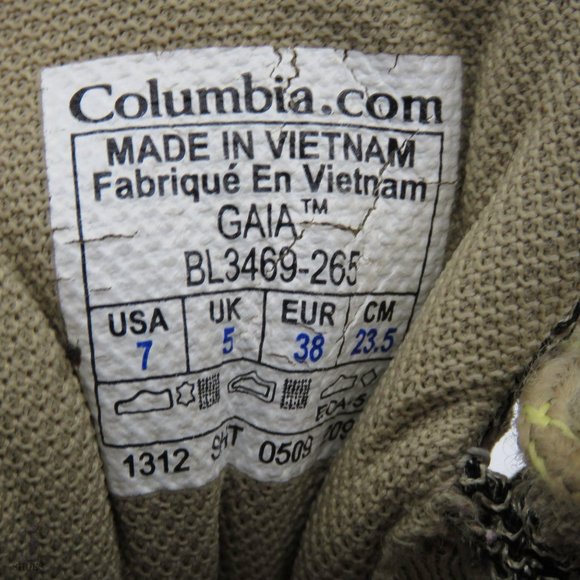 Columbia.com
MADE IN VIETNAM
Fabriqué En Vietnam
GAIA™
BL3469-265
USA UK EUR CM
7 5 38 23.5
1312 0509